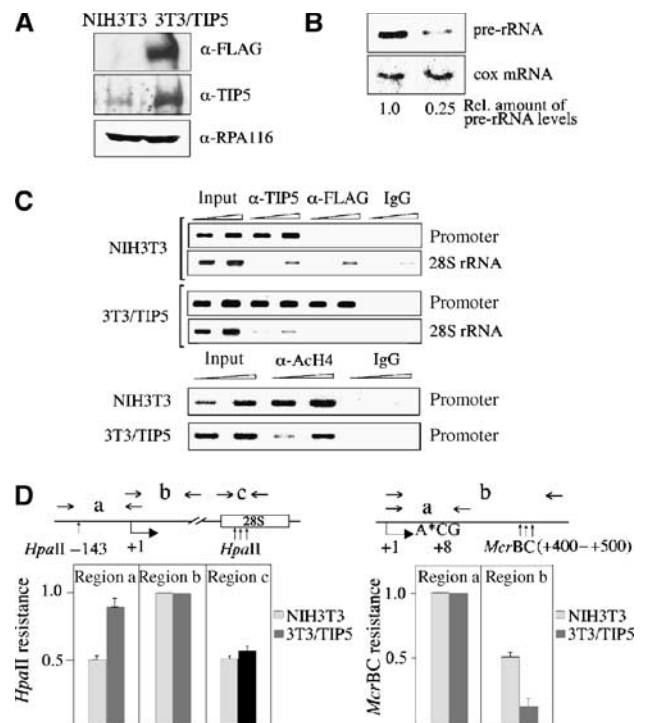 A
NIH3T3 3T3/TIP5
α-FLAG
α-TIP5
α-RPA116
B
pre-rRNA
cox mRNA
1.0 0.25 Rel. amount of
pre-rRNA levels
C
Input α-TIP5 α-FLAG IgG
NIH3T3
Promoter
28S rRNA
3T3/TIP5
Promoter
28S rRNA
Input α-AcH4 IgG
NIH3T3 Promoter
3T3/TIP5 Promoter
D
a b c
28S
HpaII −143 +1 HpaII
HpaII resistance
Region a Region b Region c
1.0
0.5
NIH3T3
3T3/TIP5
b
a
A*CG
+1 +8 McrBC (+400−+500)
McrBC resistance
Region a Region b
1.0
0.5
NIH3T3
3T3/TIP5